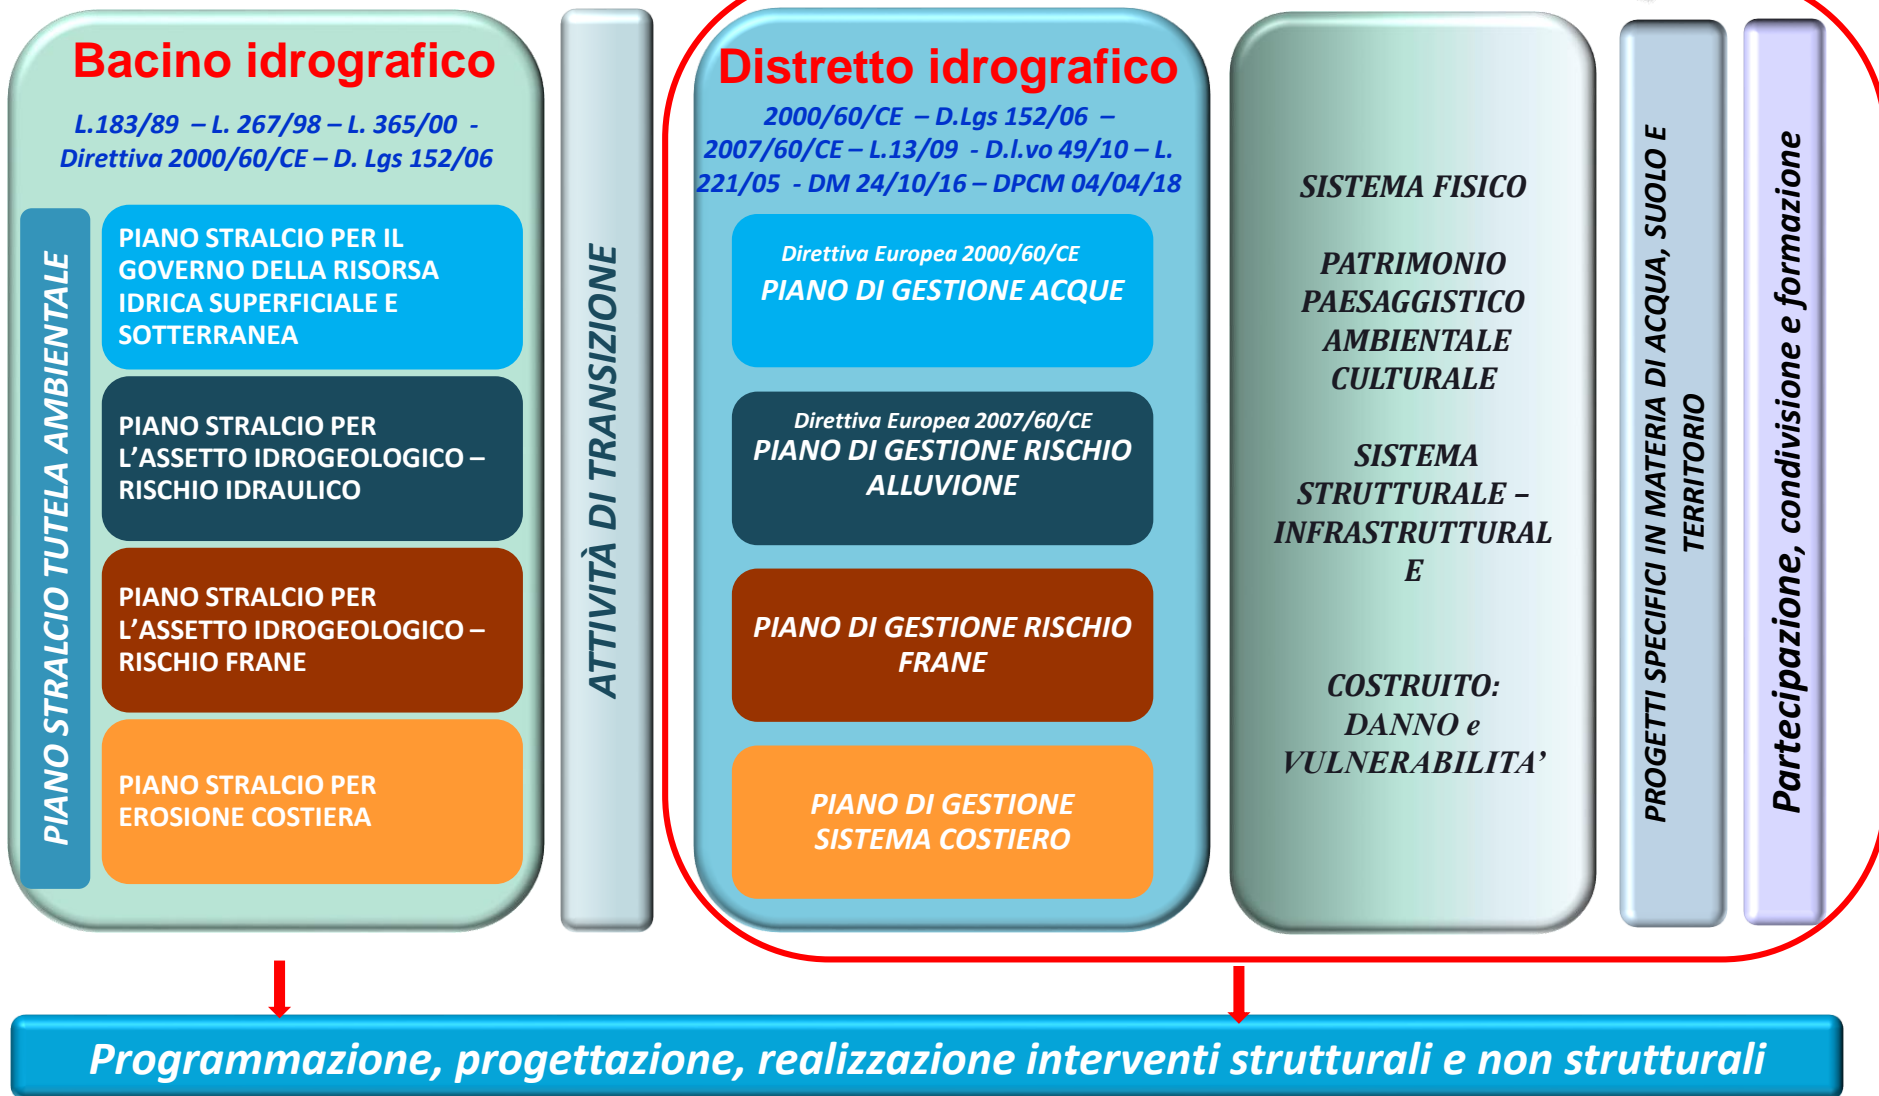 Bacino idrografico
L.183/89 – L. 267/98 – L. 365/00 -
Direttiva 2000/60/CE – D. Lgs 152/06
PIANO STRALCIO TUTELA AMBIENTALE
PIANO STRALCIO PER IL
GOVERNO DELLA RISORSA
IDRICA SUPERFICIALE E
SOTTERRANEA
PIANO STRALCIO PER
L’ASSETTO IDROGEOLOGICO –
RISCHIO IDRAULICO
PIANO STRALCIO PER
L’ASSETTO IDROGEOLOGICO –
RISCHIO FRANE
PIANO STRALCIO PER
EROSIONE COSTIERA
ATTIVITÀ DI TRANSIZIONE
Distretto idrografico
2000/60/CE – D.Lgs 152/06 –
2007/60/CE – L.13/09 - D.l.vo 49/10 – L.
221/05 - DM 24/10/16 – DPCM 04/04/18
Direttiva Europea 2000/60/CE
PIANO DI GESTIONE ACQUE
Direttiva Europea 2007/60/CE
PIANO DI GESTIONE RISCHIO
ALLUVIONE
PIANO DI GESTIONE RISCHIO
FRANE
PIANO DI GESTIONE
SISTEMA COSTIERO
SISTEMA FISICO
PATRIMONIO
PAESAGGISTICO
AMBIENTALE
CULTURALE
SISTEMA
STRUTTURALE –
INFRASTRUTTURAL
E
COSTRUITO:
DANNO e
VULNERABILITA’
PROGETTI SPECIFICI IN MATERIA DI ACQUA, SUOLO E
TERRITORIO
Partecipazione, condivisione e formazione
Programmazione, progettazione, realizzazione interventi strutturali e non strutturali